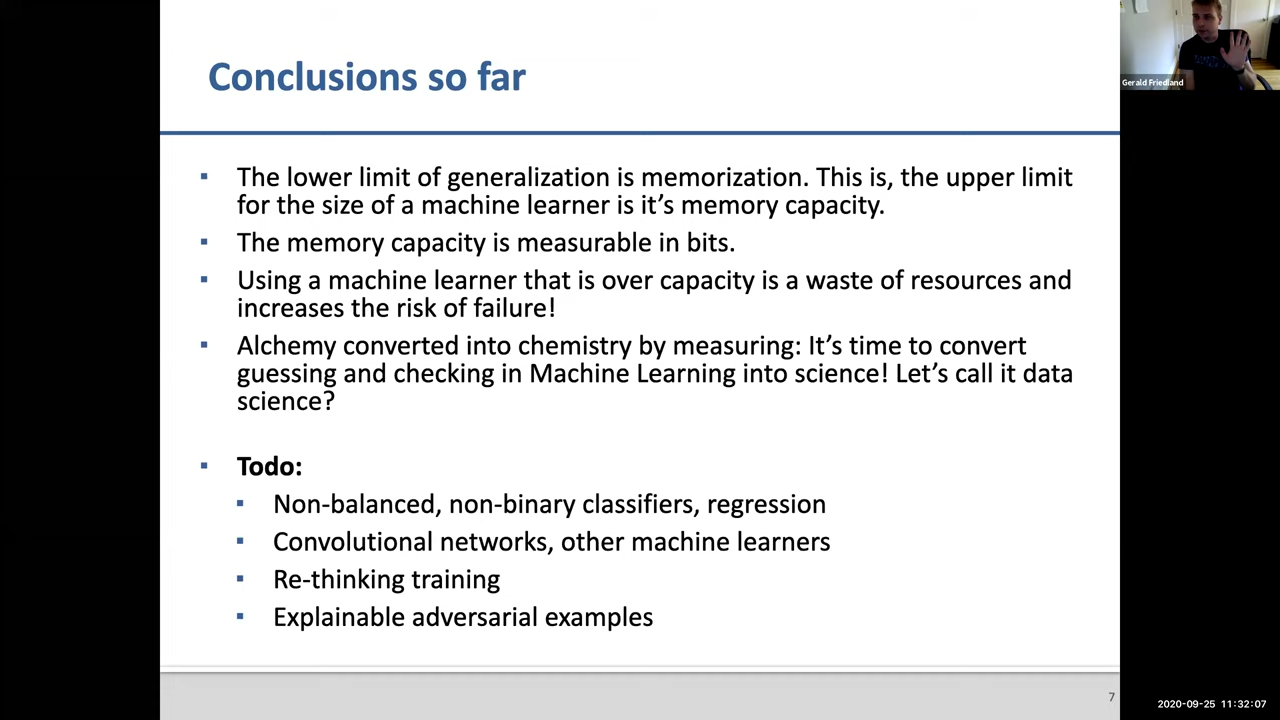 Conclusions so far
Gerald Friedland
▪ The lower limit of generalization is memorization. This is, the upper limit
for the size of a machine learner is it’s memory capacity.
▪ The memory capacity is measurable in bits.
▪ Using a machine learner that is over capacity is a waste of resources and
increases the risk of failure!
▪ Alchemy converted into chemistry by measuring: It’s time to convert
guessing and checking in Machine Learning into science! Let’s call it data
science?
▪ Todo:
▪ Non-balanced, non-binary classifiers, regression
▪ Convolutional networks, other machine learners
▪ Re-thinking training
▪ Explainable adversarial examples
7
2020-09-25 11:32:07